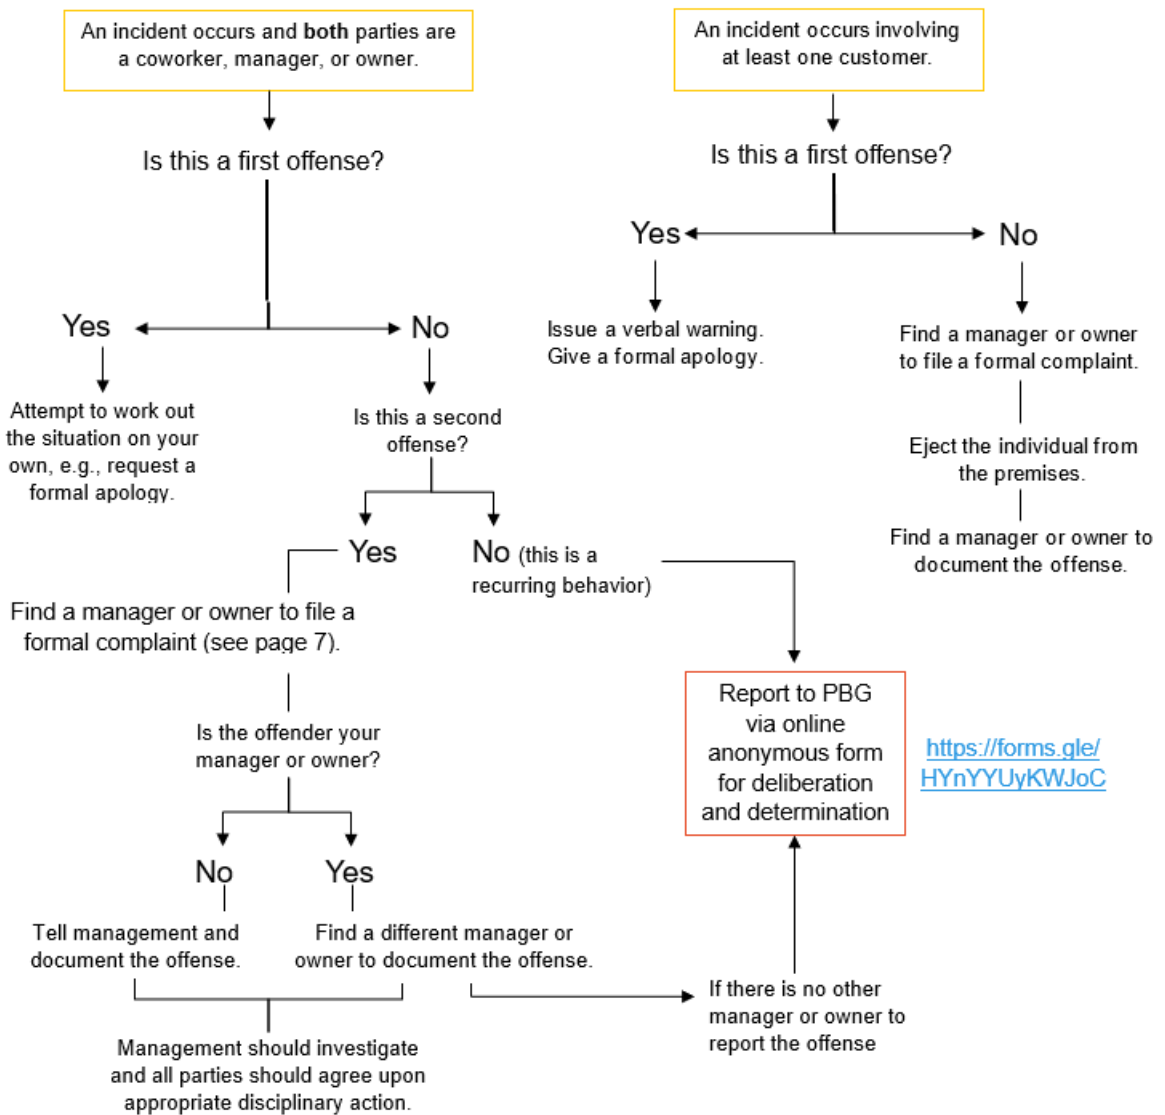 An incident occurs and both parties are
a coworker, manager, or owner.
Is this a first offense?
Yes
No
Attempt to work out
the situation on your
own, e.g., request a
formal apology.
Is this a second
offense?
Yes
No (this is a
recurring behavior)
Find a manager or owner to file a
formal complaint (see page 7).
Is the offender your
manager or owner?
No
Yes
Tell management and
document the offense.
Find a different manager or
owner to document the offense.
Management should investigate
and all parties should agree upon
appropriate disciplinary action.
If there is no other
manager or owner to
report the offense
Report to PBG
via online
anonymous form
for deliberation
and determination
https://forms.gle/
HYnYYUyKWJoC
An incident occurs involving
at least one customer.
Is this a first offense?
Yes
No
Issue a verbal warning.
Give a formal apology.
Find a manager or owner
to file a formal complaint.
Eject the individual from
the premises.
Find a manager or owner to
document the offense.